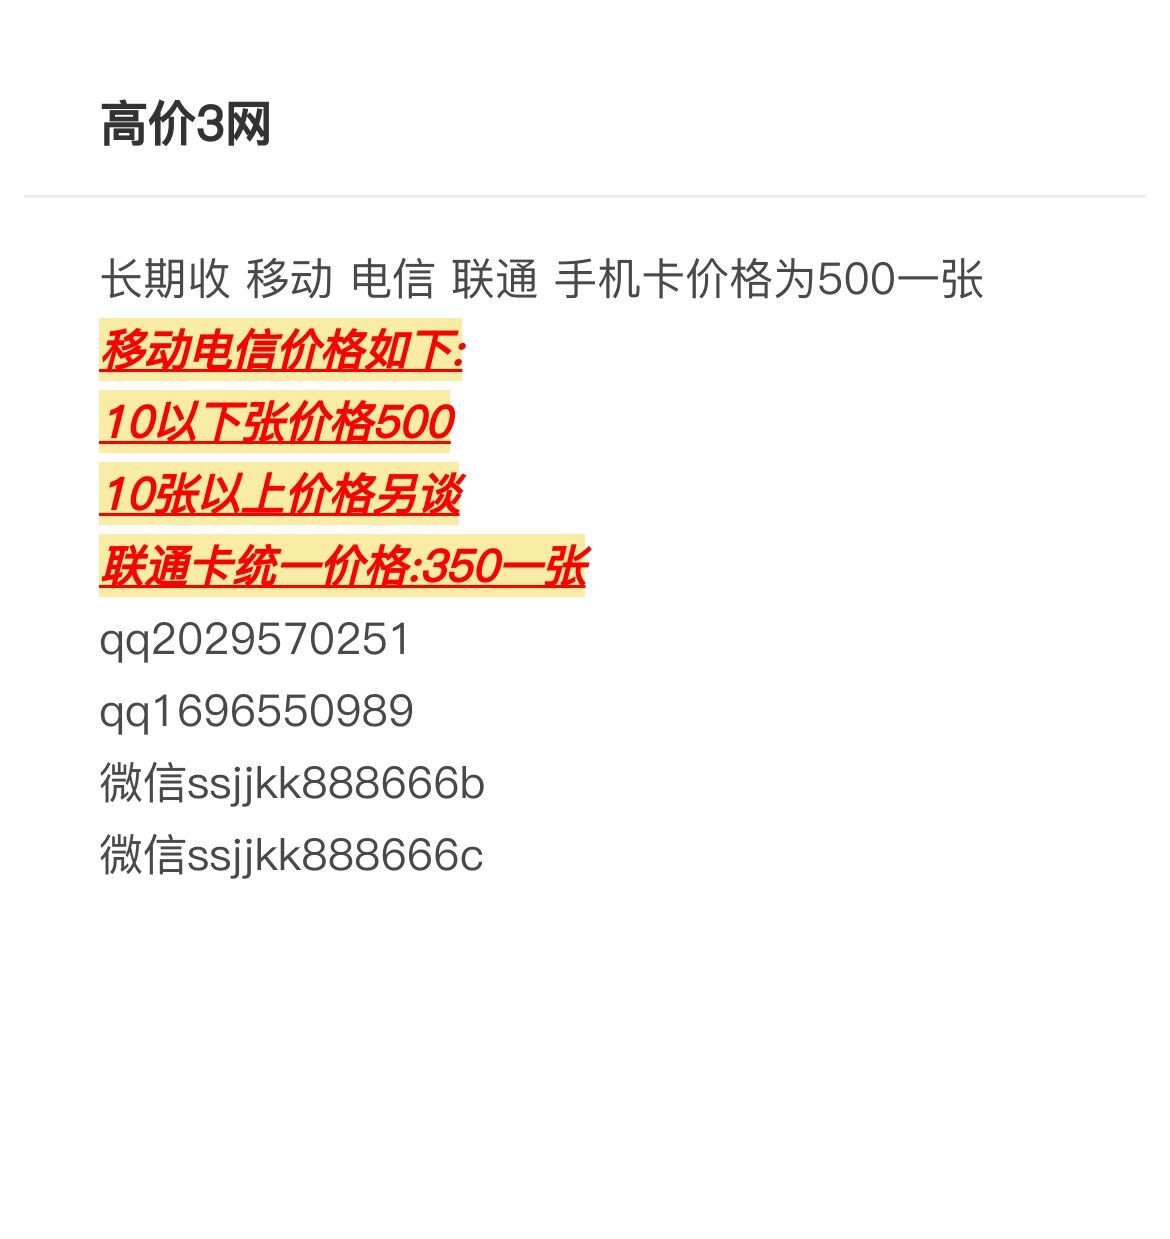 高价3网
长期收 移动 电信 联通 手机卡价格为500一张
移动电信价格如下:
10以下张价格500
10张以上价格另谈
联通卡统一价格:350一张
qq2029570251
qq1696550989
微信ssjjkk888666b
微信ssjjkk888666c